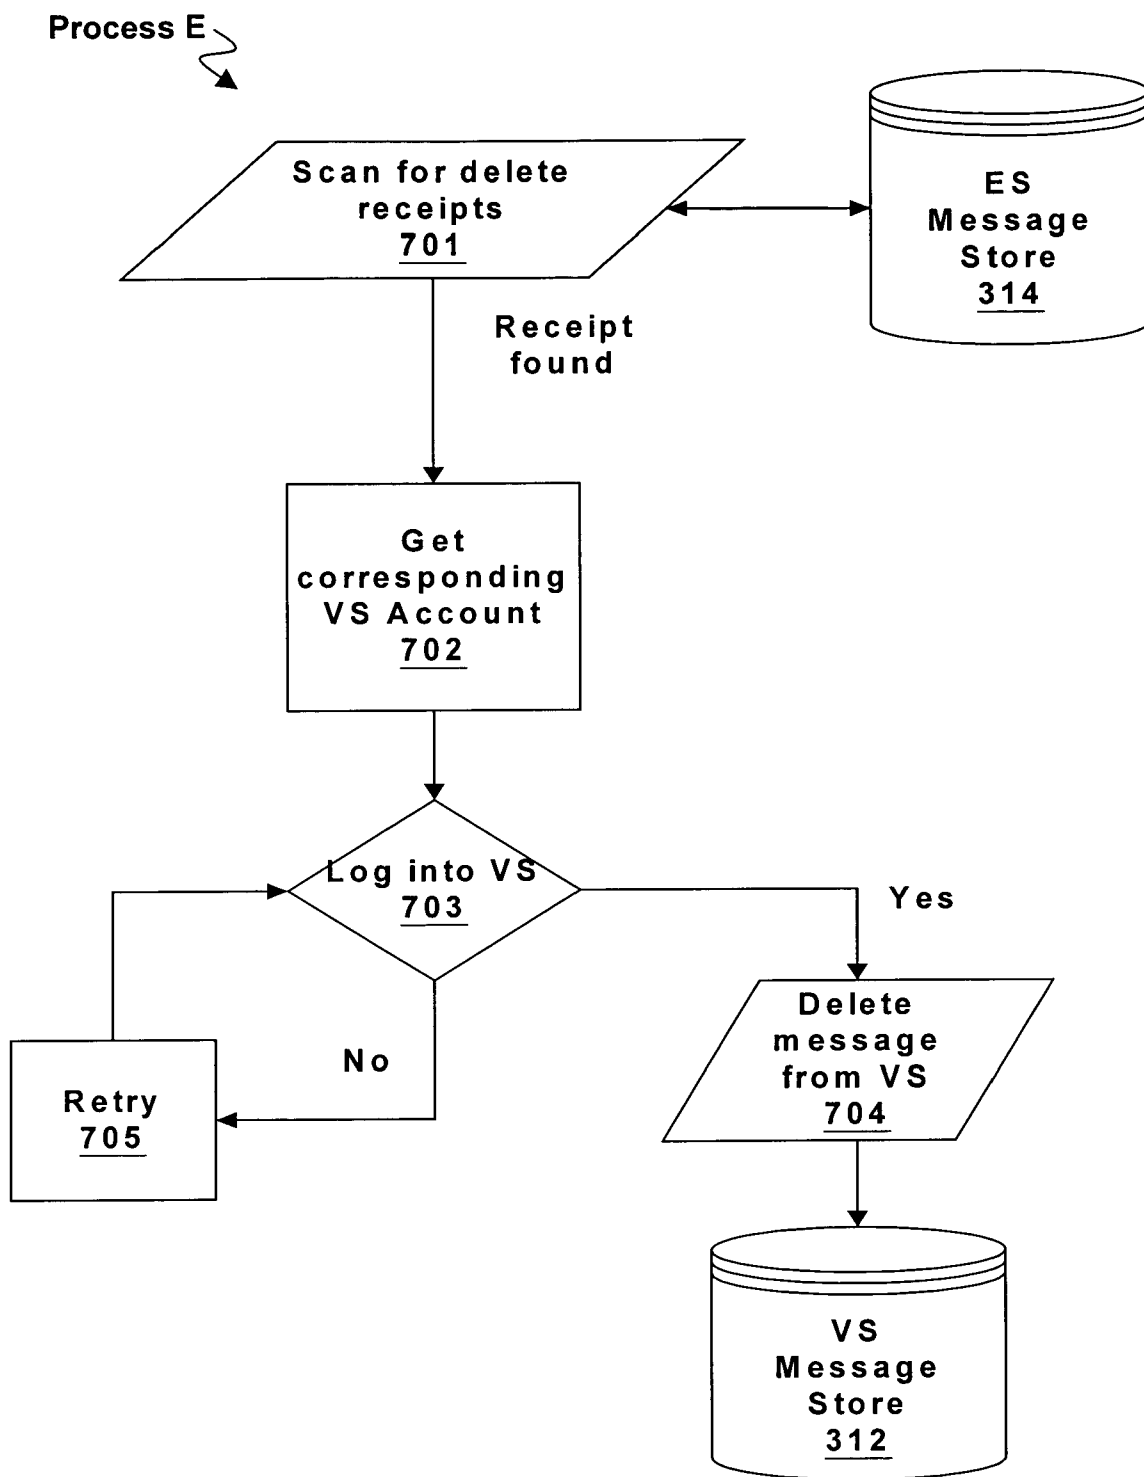 Process E
Scan for delete
receipts
701
ES
Message
Store
314
Receipt
found
Get
corresponding
VS Account
702
Log into VS
703
Yes
No
Retry
705
Delete
message
from VS
704
VS
Message
Store
312